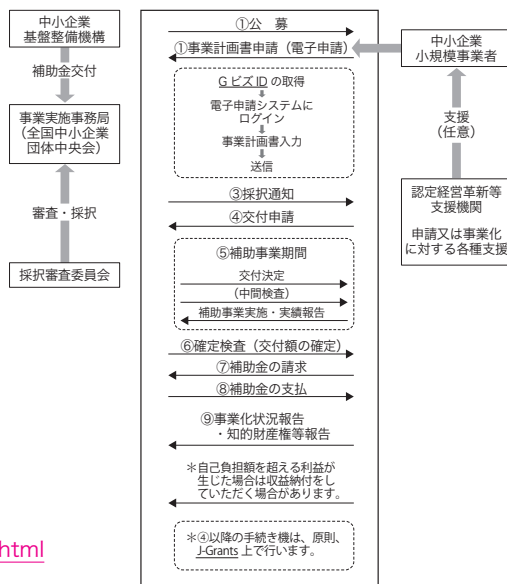 中小企業
基盤整備機構
補助金交付
事業実施事務局
(全国中小企業
団体中央会)
審査・採択
採択審査委員会
①公 募
①事業計画書申請(電子申請)
GビズIDの取得
電子申請システムに
ログイン
事業計画書入力
送信
③採択通知
④交付申請
⑤補助事業期間
交付決定
(中間検査)
補助事業実施・実績報告
⑥確定検査(交付額の確定)
⑦補助金の請求
⑧補助金の支払
⑨事業化状況報告
・知的財産権等報告
*自己負担額を超える利益が
生じた場合は収益納付をし
ていただく場合があります。
*④以降の手続き機は、原則、
J-Grants 上で行います。
中小企業
小規模事業者
支援
(任意)
認定経営革新等
支援機関
申請又は事業化
に対する各種支援
html